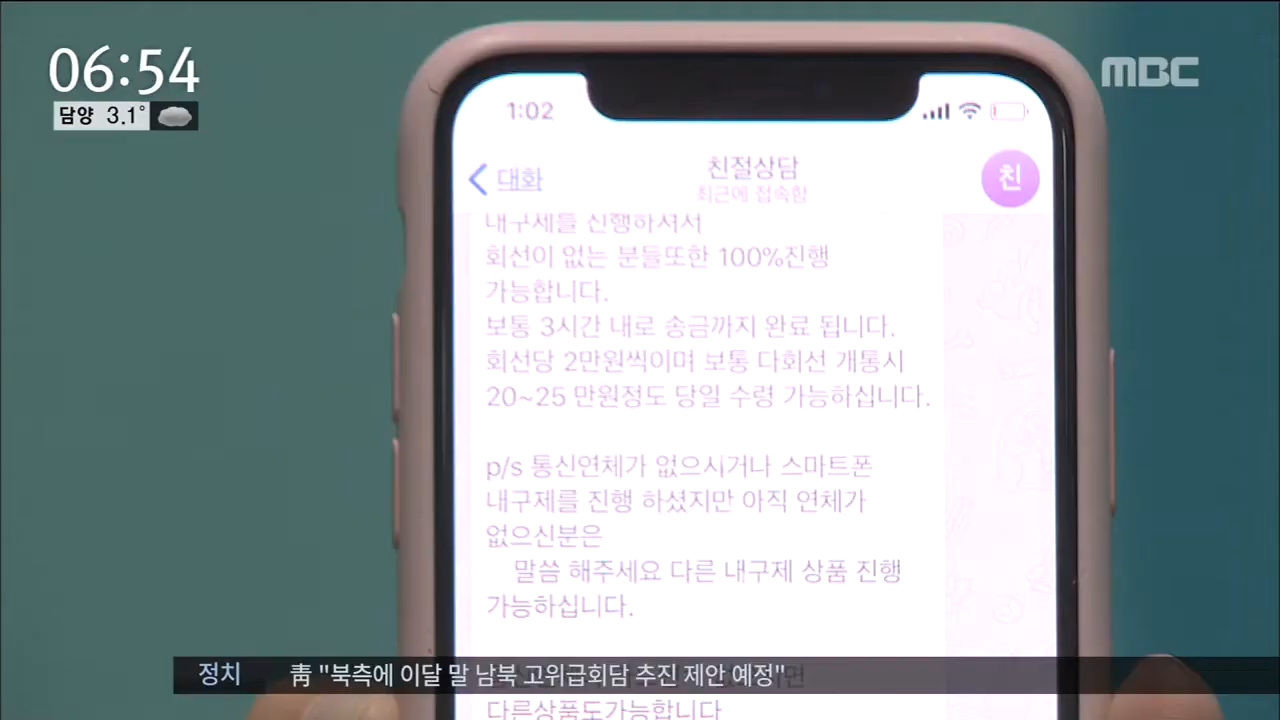 06:54
담양 3.1°
MBC
1:02
대화
친절상담
최근에 접속함
친
내구제를 진행하셔서
회선이 없는 분들또한 100%진행
가능합니다.
보통 3시간 내로 송금까지 완료 됩니다.
회선당 2만원씩이며 보통 다회선 개통시
20~25 만원정도 당일 수령 가능하십니다.
p/s 통신연체가 없으시거나 스마트폰
내구제를 진행 하셨지만 아직 연체가
없으신분은
말씀 해주세요 다른 내구제 상품 진행
가능하십니다.
정치 靑 "북측에 이달 말 남북 고위급회담 추진 제안 예정"
다른상품도가능합니다